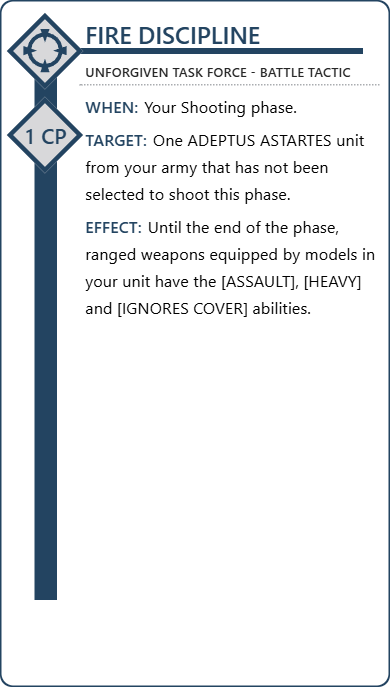 FIRE DISCIPLINE
UNFORGIVEN TASK FORCE - BATTLE TACTIC
1 CP
WHEN: Your Shooting phase.
TARGET: One ADEPTUS ASTARTES unit
from your army that has not been
selected to shoot this phase.
EFFECT: Until the end of the phase,
ranged weapons equipped by models in
your unit have the [ASSAULT], [HEAVY]
and [IGNORES COVER] abilities.